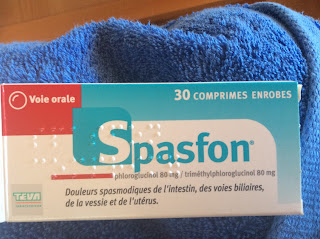 Voie orale
30 COMPRIMES ENROBES
Spasfon®
phloroglucinol 80 mg / triméthylphloroglucinol 80 mg
Douleurs spasmodiques de l'intestin, des voies biliaires,
de la vessie et de l'utérus.
TEVA